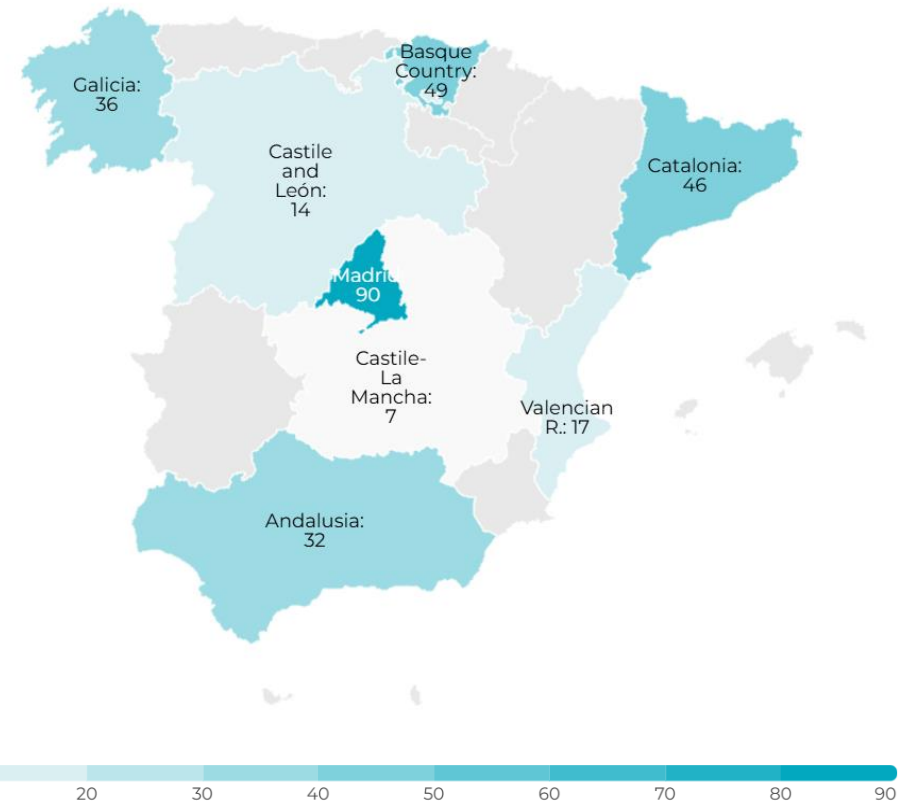 Basque
Country:
49
Galicia:
36
Castile
and
León:
14
Catalonia:
46
Madrid
90
Castile-
La
Mancha:
7
Valencian
R.: 17
Andalusia:
32
20 30 40 50 60 70 80 90